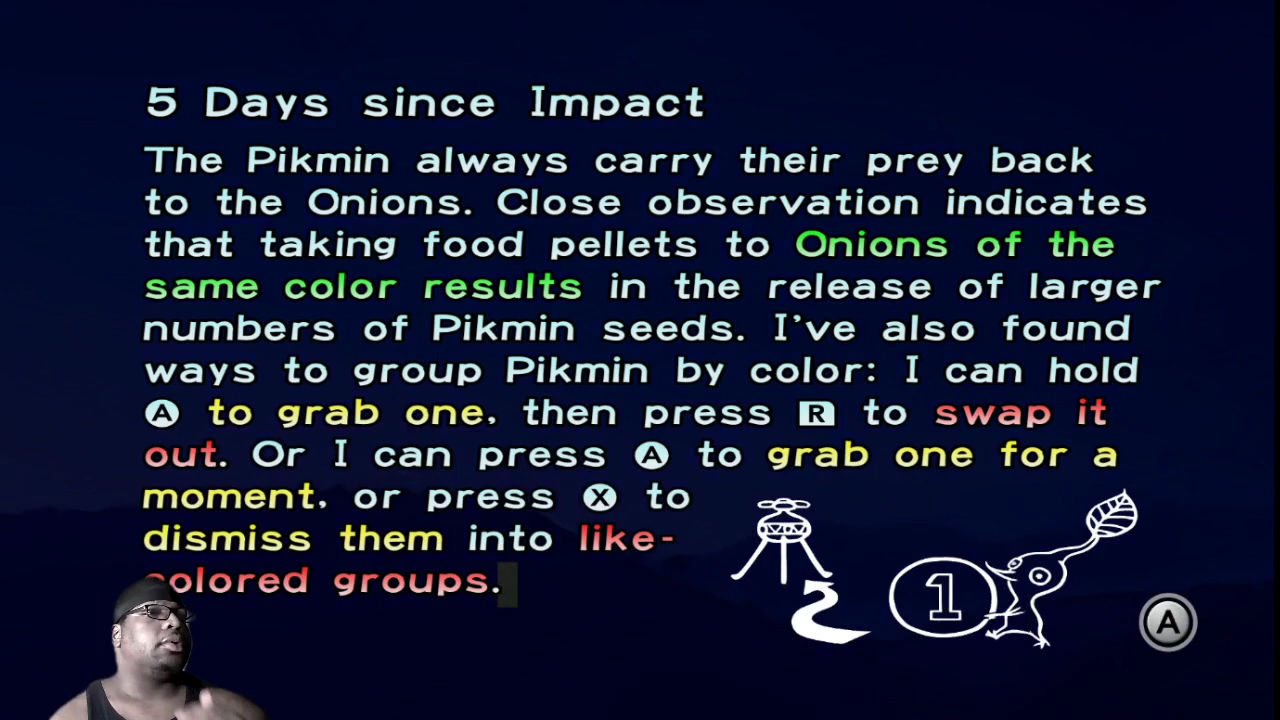 5 Days since Impact
The Pikmin always carry their prey back
to the Onions. Close observation indicates
that taking food pellets to Onions of the
same color results in the release of larger
numbers of Pikmin seeds. I've also found
ways to group Pikmin by color: I can hold
A to grab one, then press R to swap it
out. Or I can press A to grab one for a
moment, or press X to
dismiss them into like-
colored groups.
1
A